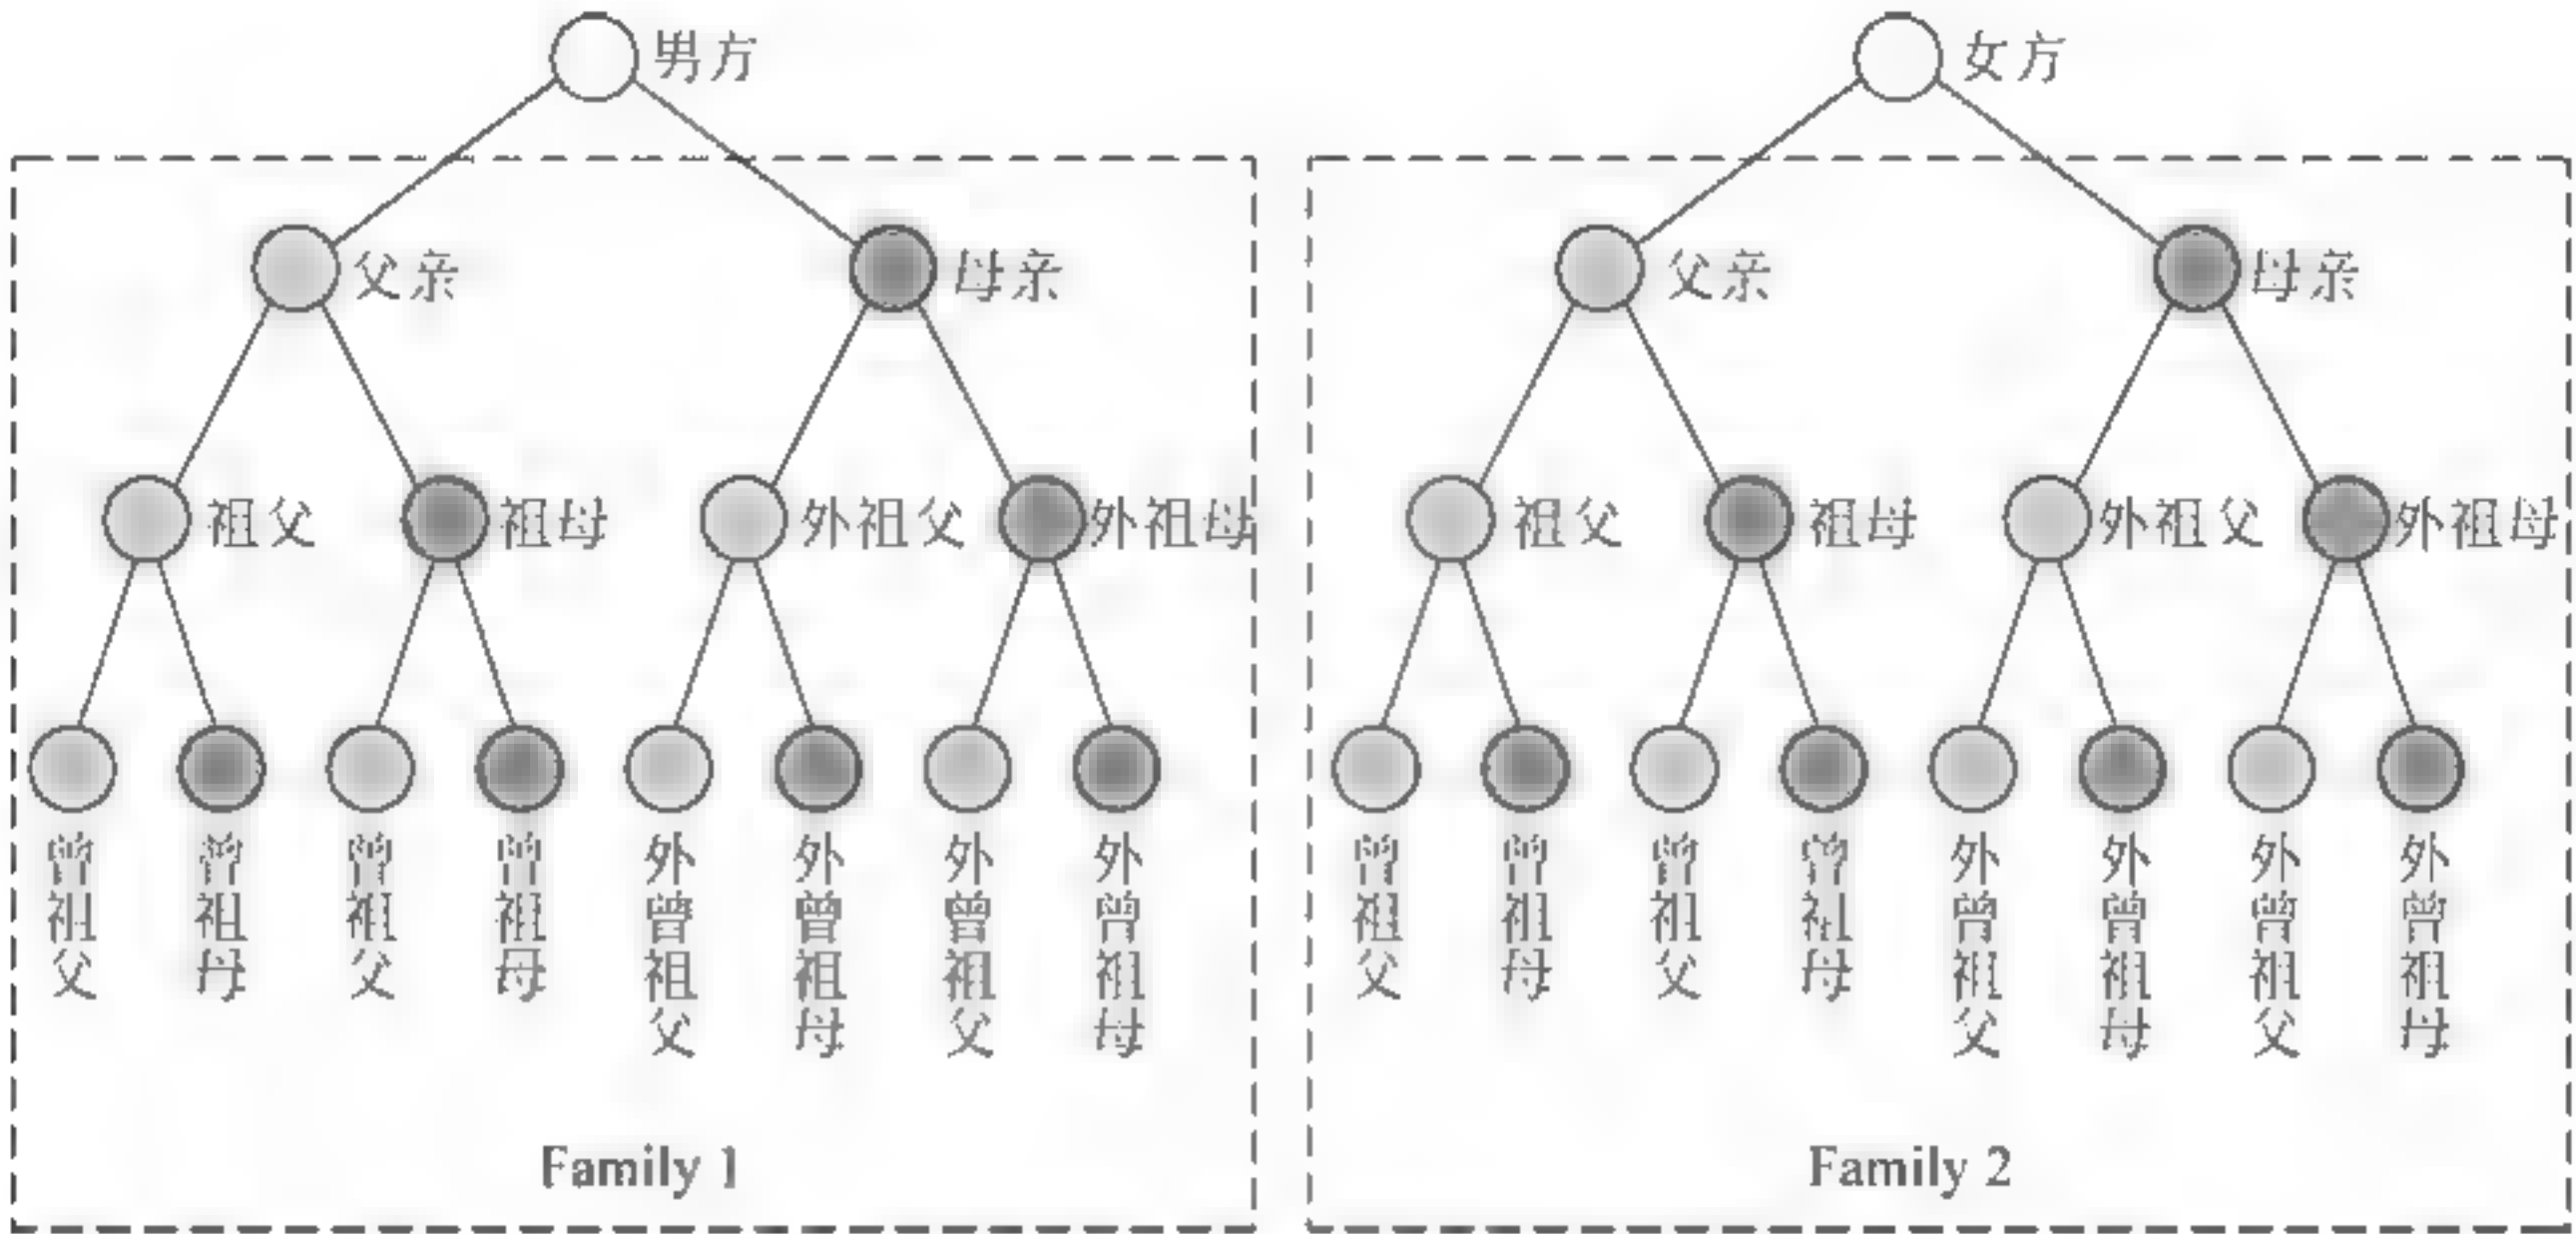 男方
女方
父亲
母亲
父亲
母亲
祖父
祖母
外祖父
外祖母
祖父
祖母
外祖父
外祖母
曾祖父
曾祖母
曾祖父
曾祖母
外曾祖父
外曾祖母
外曾祖父
外曾祖母
曾祖父
曾祖母
曾祖父
曾祖母
外曾祖父
外曾祖母
外曾祖父
外曾祖母
Family 1
Family 2